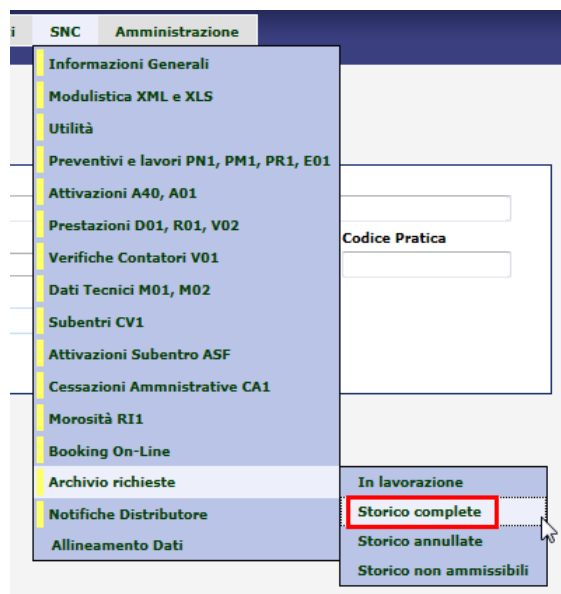 i SNC Amministrazione
Informazioni Generali
Modulistica XML e XLS
Utilità
Preventivi e lavori PN1, PM1, PR1, E01
Attivazioni A40, A01
Prestazioni D01, R01, V02
Codice Pratica
Verifiche Contatori V01
Dati Tecnici M01, M02
Subentri CV1
Attivazioni Subentro ASF
Cessazioni Ammnistrative CA1
Morosità RI1
Booking On-Line
Archivio richieste
In lavorazione
Storico complete
Notifiche Distributore
Storico annullate
Allineamento Dati
Storico non ammissibili